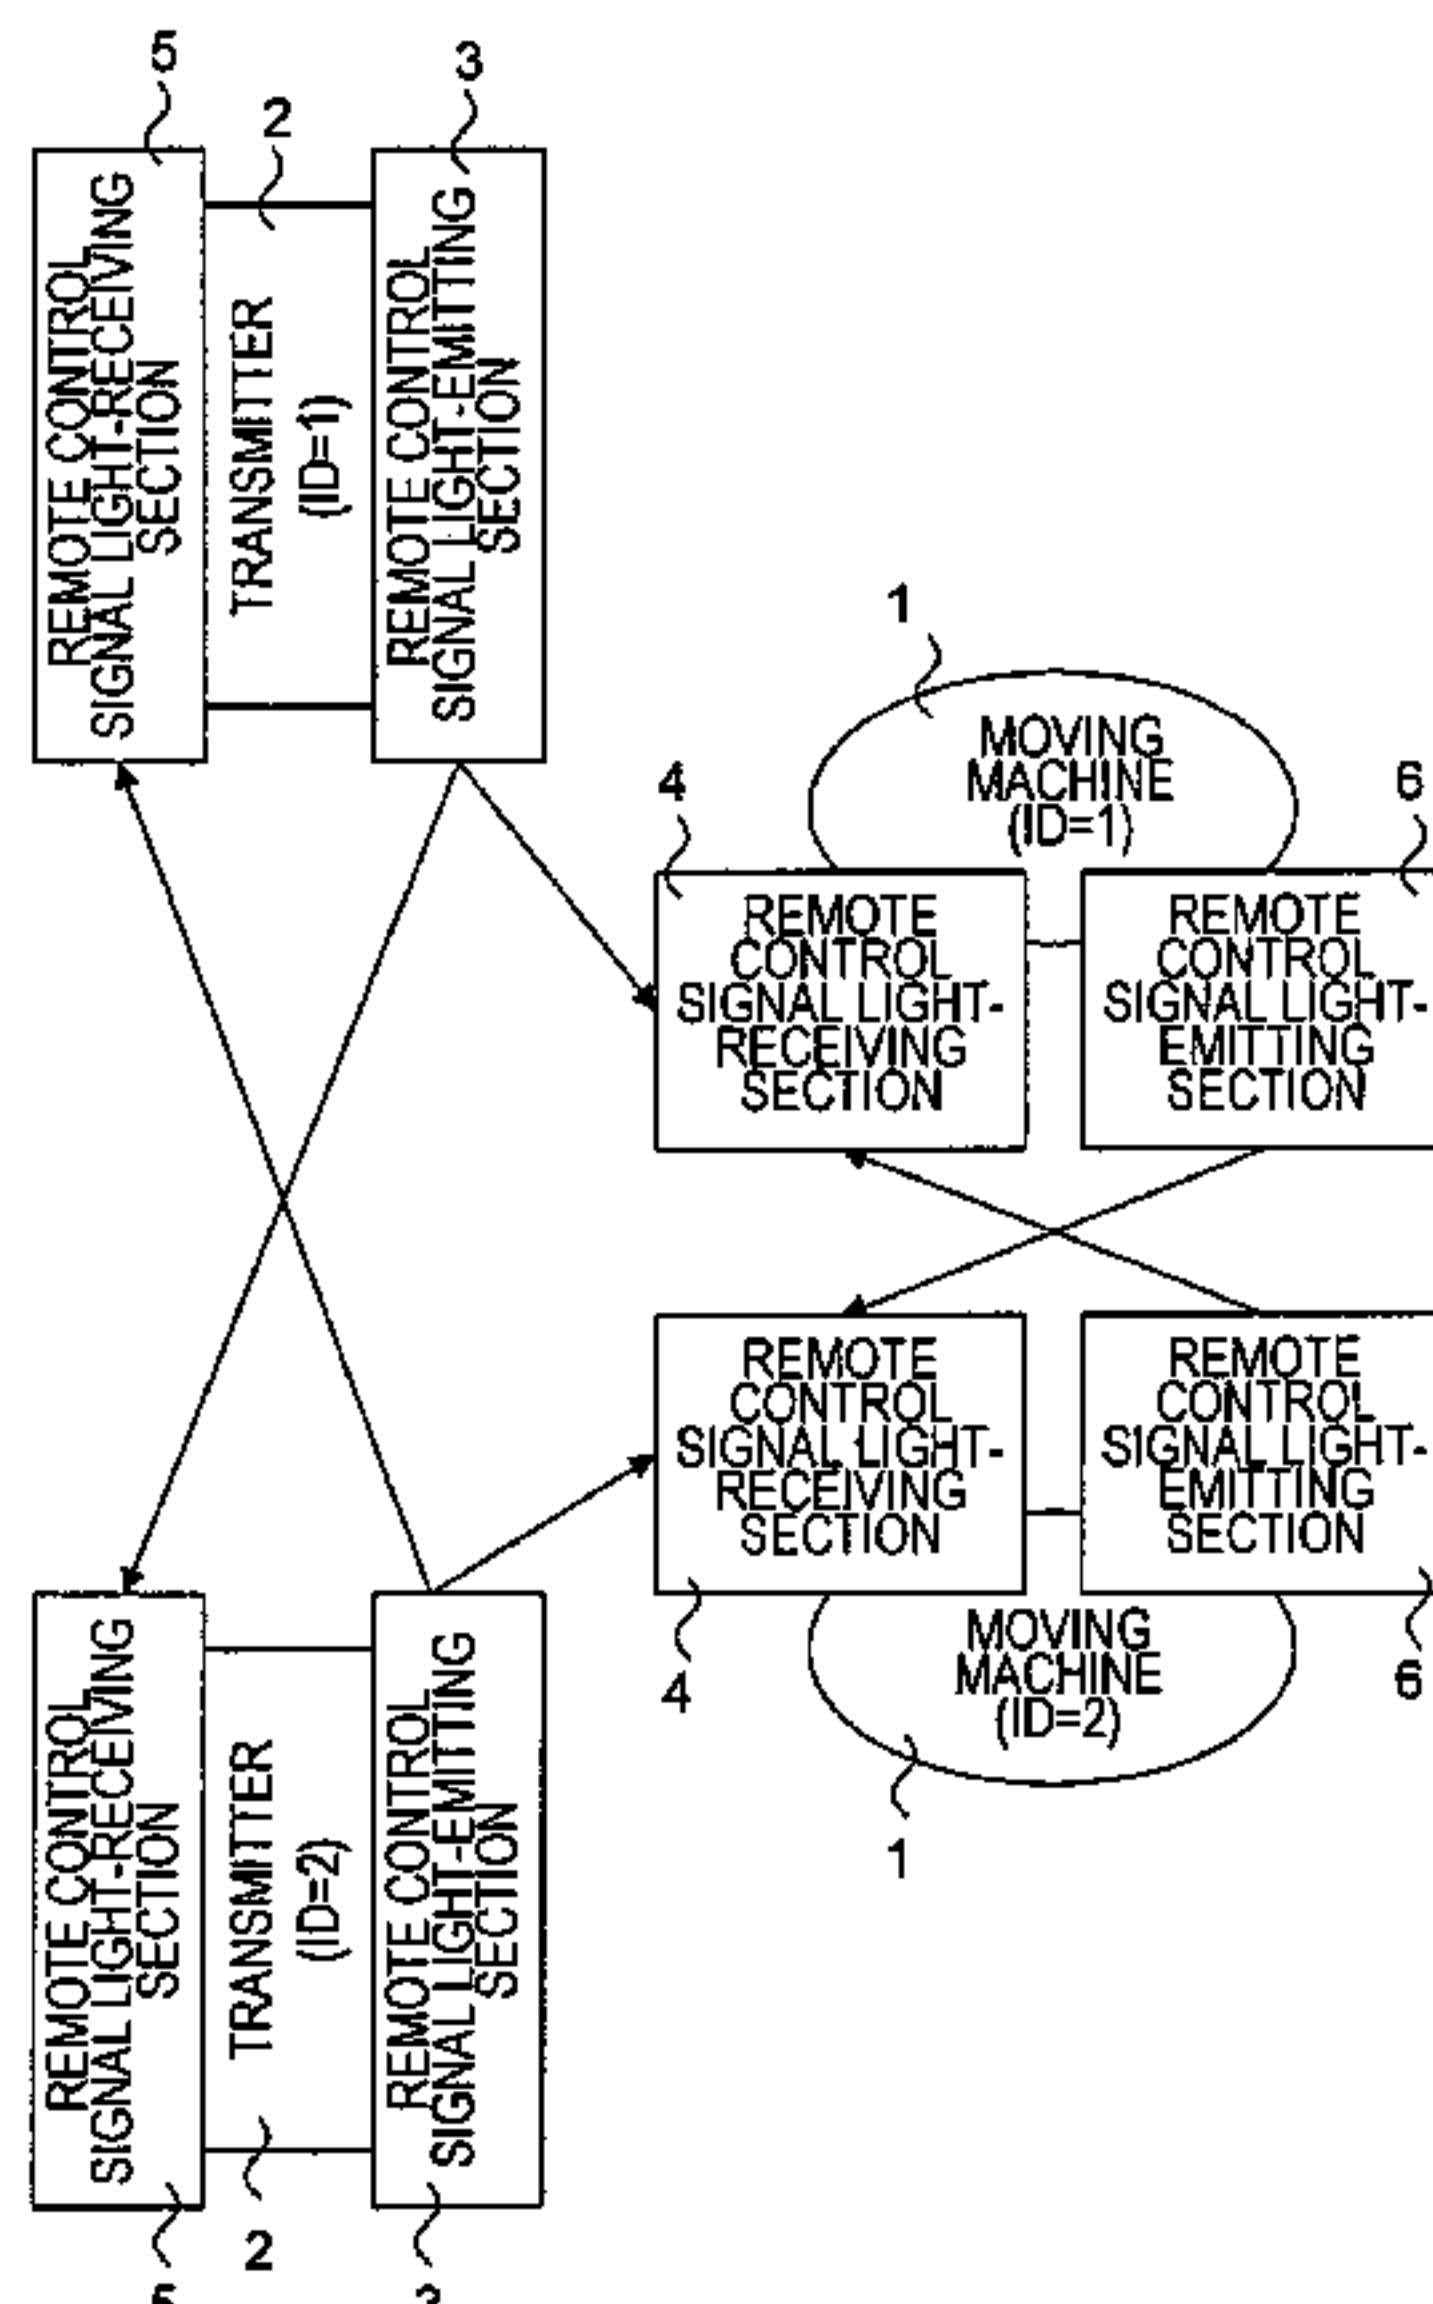 5
2
3
REMOTE CONTROL
SIGNAL LIGHT-RECEIVING
SECTION
TRANSMITTER
(ID=1)
REMOTE CONTROL
SIGNAL LIGHT-EMITTING
SECTION
1
MOVING
MACHINE
(ID=1)
4
6
REMOTE
CONTROL
SIGNAL LIGHT-
RECEIVING
SECTION
REMOTE
CONTROL
SIGNAL LIGHT-
EMITTING
SECTION
REMOTE
CONTROL
SIGNAL LIGHT-
RECEIVING
SECTION
REMOTE
CONTROL
SIGNAL LIGHT-
EMITTING
SECTION
4
6
MOVING
MACHINE
(ID=2)
1
REMOTE CONTROL
SIGNAL LIGHT-RECEIVING
SECTION
TRANSMITTER
(ID=2)
REMOTE CONTROL
SIGNAL LIGHT-EMITTING
SECTION
5
2
3